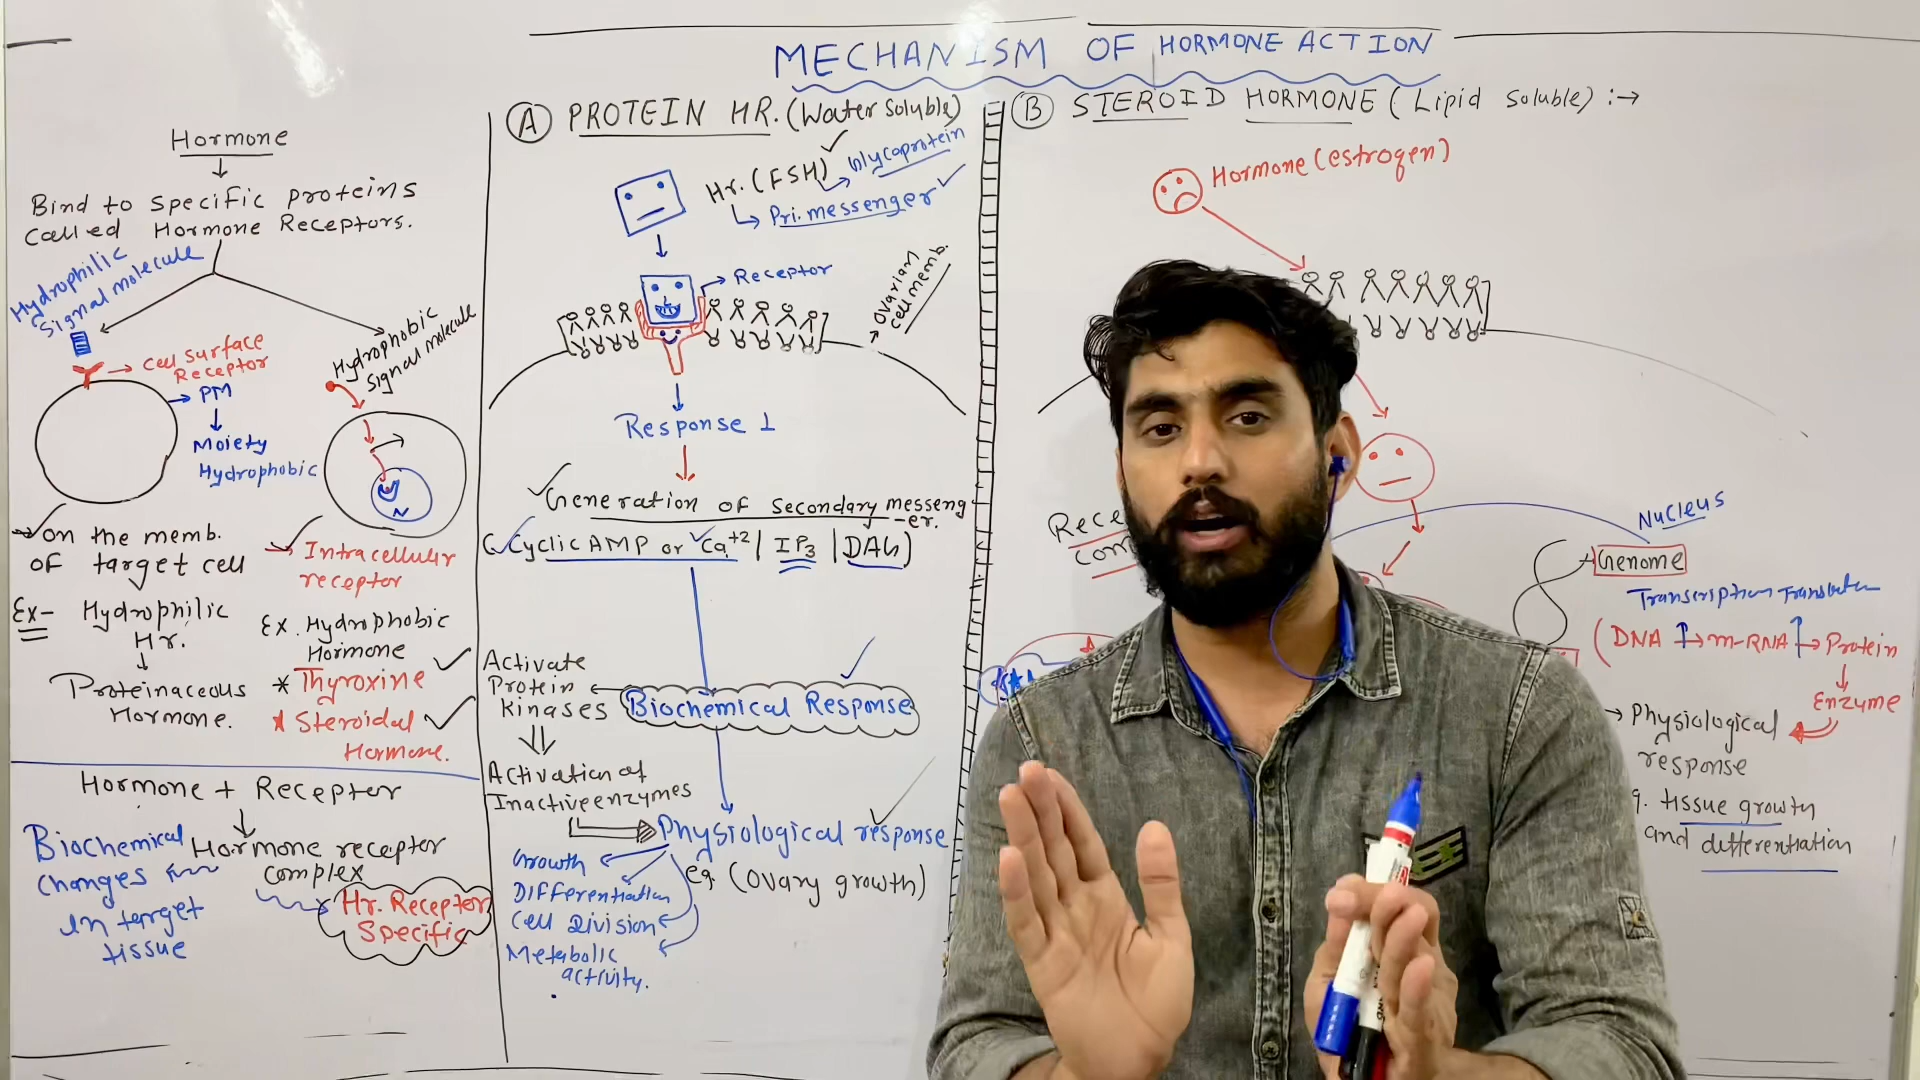 MECHANISM OF HORMONE ACTION
Hormone
Bind to specific proteins
called Hormone Receptors.
Hydrophilic
Signal molecule
Cell Surface
Receptor
PM
Moiety
Hydrophobic
on the memb.
of target cell
Ex- Hydrophilic
Hr.
Proteinaceous
Hormone.
Hydrophobic
Signal molecule
N
Intracellular
receptor
Ex. Hydrophobic
Hormone
* Thyroxine
* Steroidal
Hormone.
Hormone + Receptor
Hormone receptor
complex
Biochemical
changes
in target
tissue
Hr. Receptor
Specific
(A) PROTEIN HR. (Water Soluble)
Hr. (FSH)
Glycoprotein
Pri. messenger
Receptor
Ovarian
cell memb.
Response 1
Generation of Secondary messeng
-er.
(Cyclic AMP or Ca+2 | IP3 | DAG)
Biochemical Response
Activate
Protein
kinases
Activation of
Inactive enzymes
Physiological response
eg. (Ovary growth)
Growth
Differentiation
Cell Division
Metabolic
activity.
(B) STEROID HORMONE (Lipid Soluble) :→
Hormone (estrogen)
Nucleus
Genome
Transcription Translation
(DNA → m-RNA → Protein
Enzyme
→ Physiological
response
tissue growth
and differentiation